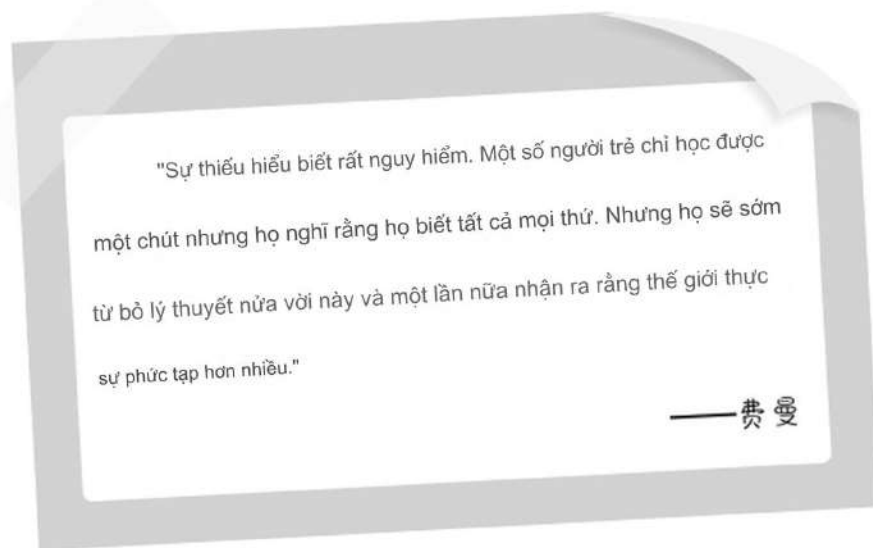 "Sự thiếu hiểu biết rất nguy hiểm. Một số người trẻ chỉ học được
một chút nhưng họ nghĩ rằng họ biết tất cả mọi thứ. Nhưng họ sẽ sớm
từ bỏ lý thuyết nửa vời này và một lần nữa nhận ra rằng thế giới thực
sự phức tạp hơn nhiều."
——费曼